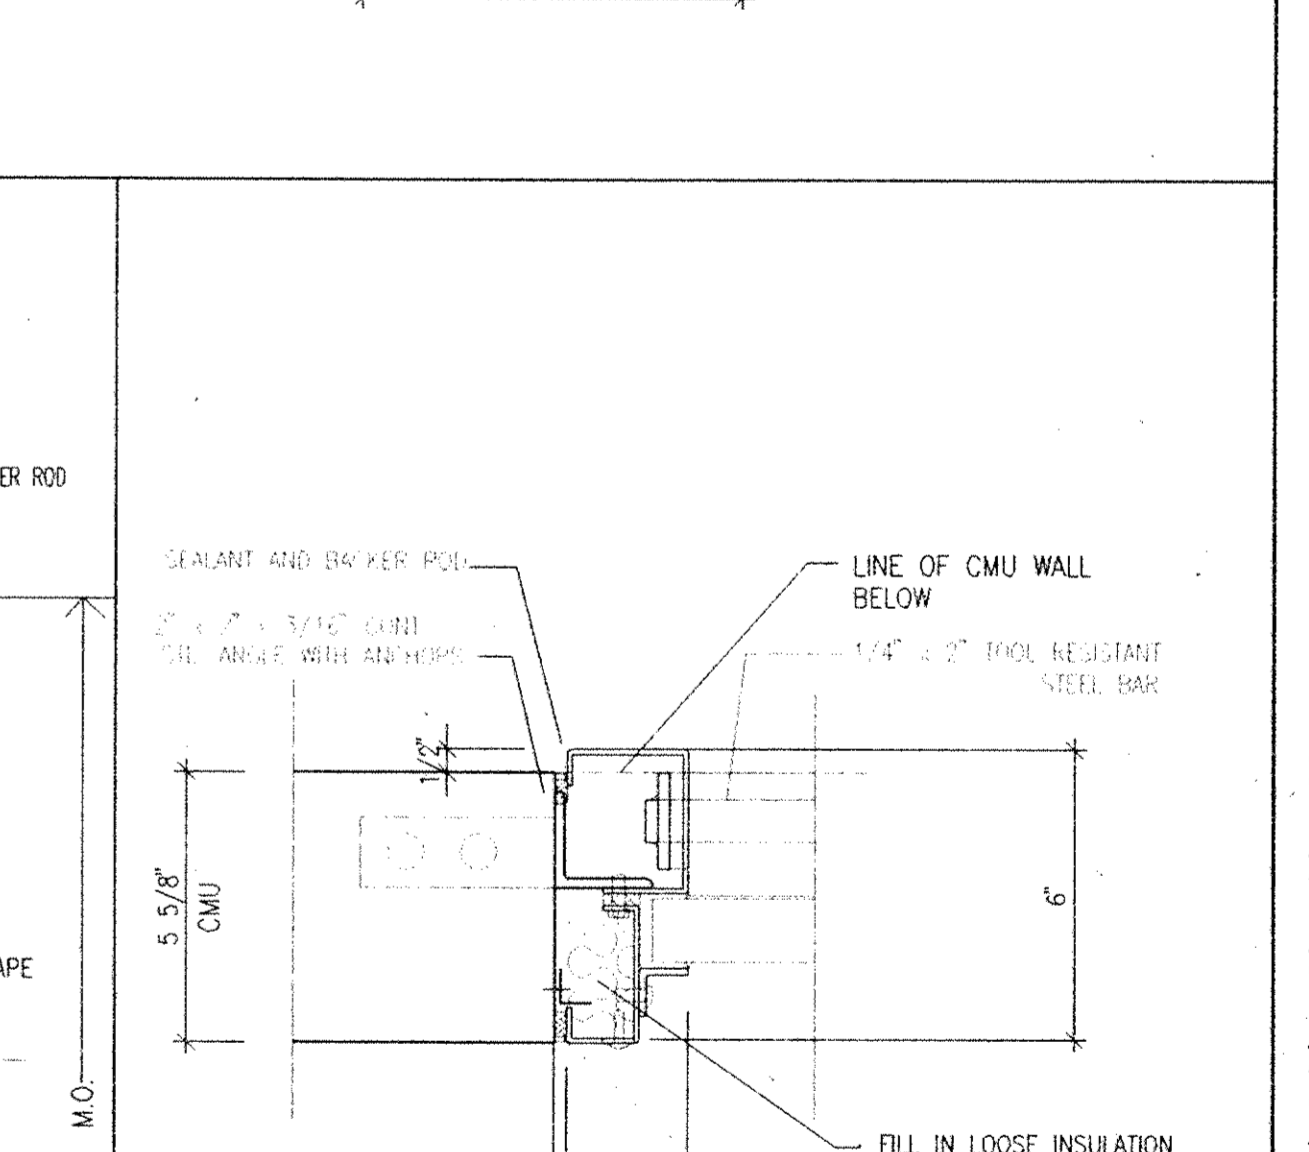 ER ROD
SEALANT AND BACKER ROD
LINE OF CMU WALL
BELOW
2" x 2" x 3/16" CONT
STL ANGLE WITH ANCHORS
1/4" x 2" TOOL RESISTANT
STEEL BAR
1/2"
5 5/8"
CMU
6"
APE
M.O.
FILL IN LOOSE INSULATION